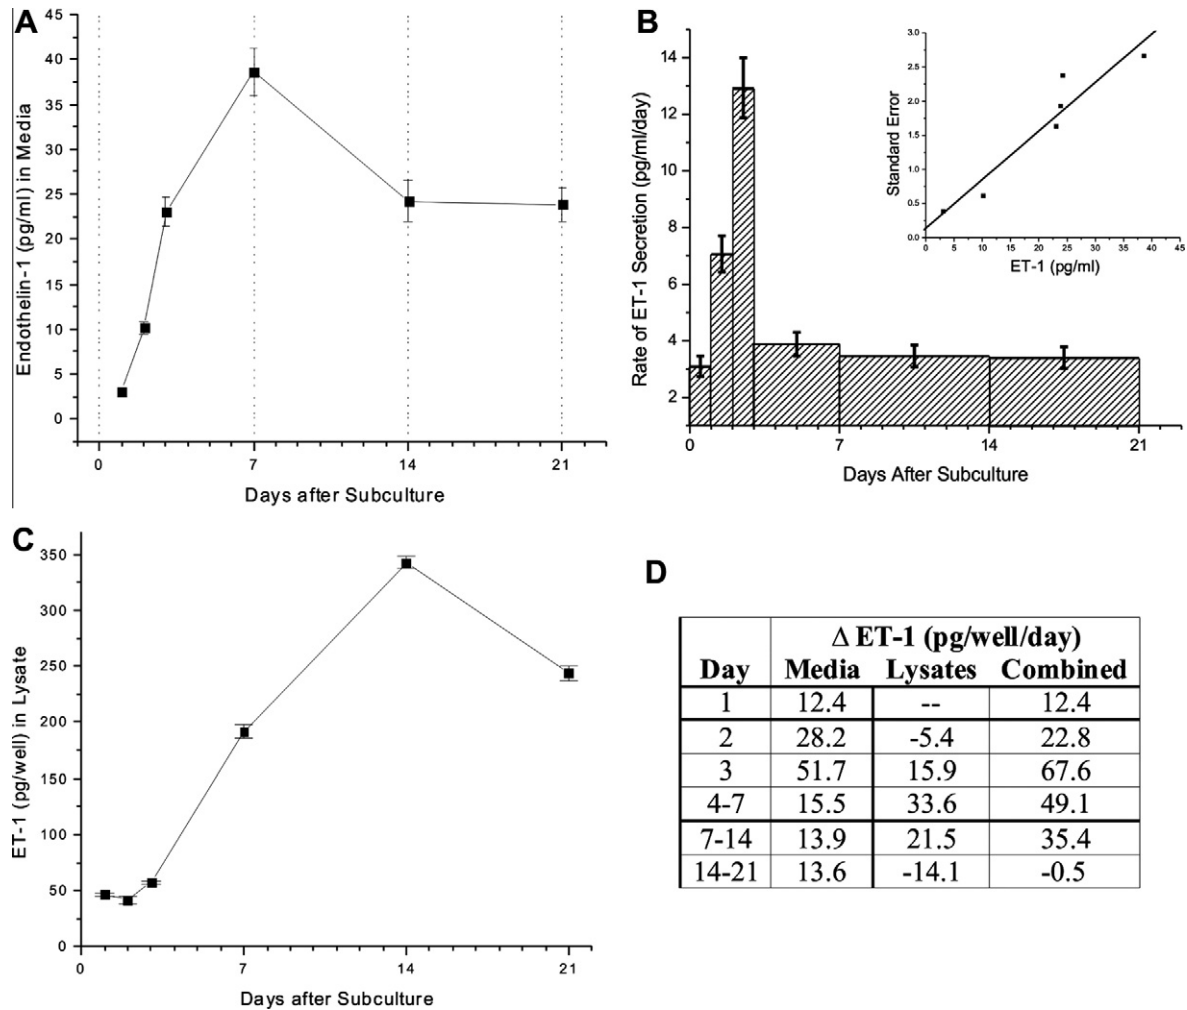 A
Endothelin-1 (pg/ml) in Media
45
40
35
30
25
20
15
10
5
0
0 7 14 21
Days after Subculture
B
Rate of ET-1 Secretion (pg/ml/day)
14
12
10
8
6
4
2
0 7 14 21
Days After Subculture
Standard Error
3.0
2.5
2.0
1.5
1.0
0.5
0.0
0 5 10 15 20 25 30 35 40 45
ET-1 (pg/ml)
C
ET-1 (pg/well) in Lysate
350
300
250
200
150
100
50
0
0 7 14 21
Days after Subculture
D
Δ ET-1 (pg/well/day)
Day Media Lysates Combined
1 12.4 -- 12.4
2 28.2 -5.4 22.8
3 51.7 15.9 67.6
4-7 15.5 33.6 49.1
7-14 13.9 21.5 35.4
14-21 13.6 -14.1 -0.5